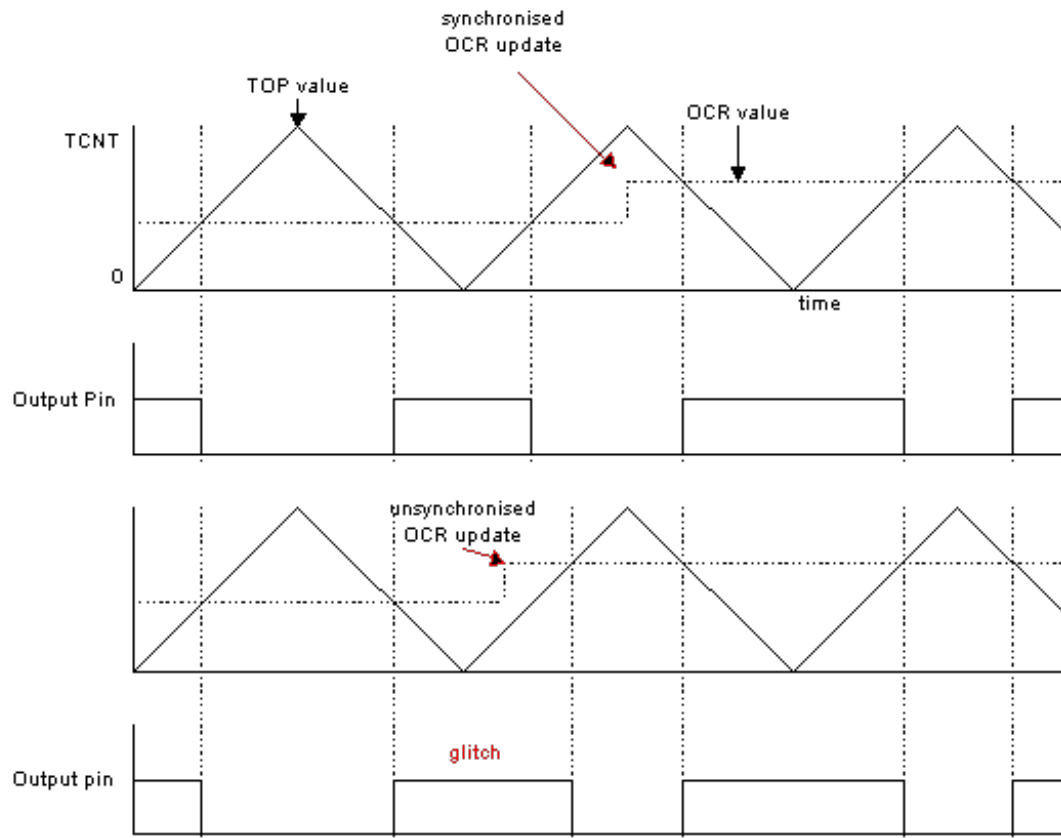 synchronised
OCR update
TOP value
OCR value
TCNT
0
time
Output Pin
unsynchronised
OCR update
glitch
Output pin